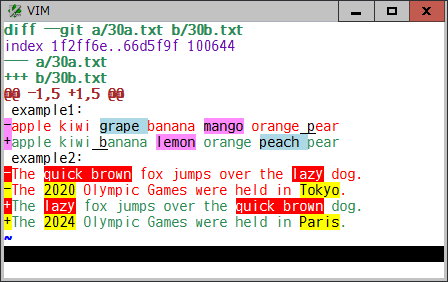 VIM
diff --git a/30a.txt b/30b.txt
index 1f2ff6e..66d5f9f 100644
--- a/30a.txt
+++ b/30b.txt
@@ -1,5 +1,5 @@
 example1:
-apple kiwi grape banana mango orange pear
+apple kiwi banana lemon orange peach pear
 example2:
-The quick brown fox jumps over the lazy dog.
-The 2020 Olympic Games were held in Tokyo.
+The lazy fox jumps over the quick brown dog.
+The 2024 Olympic Games were held in Paris.
~